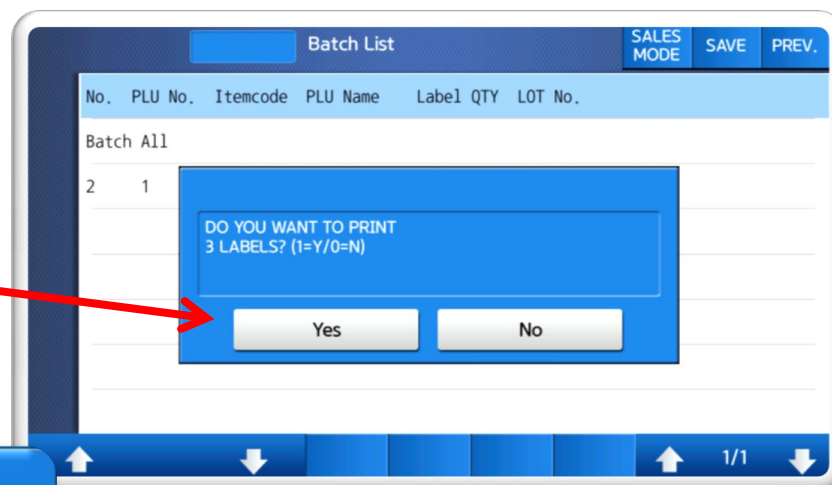 Batch List
SALES MODE
SAVE
PREV.
No. PLU No. Itemcode PLU Name Label QTY LOT No.
Batch All
2 1
DO YOU WANT TO PRINT
3 LABELS? (1=Y/0=N)
Yes No
1/1